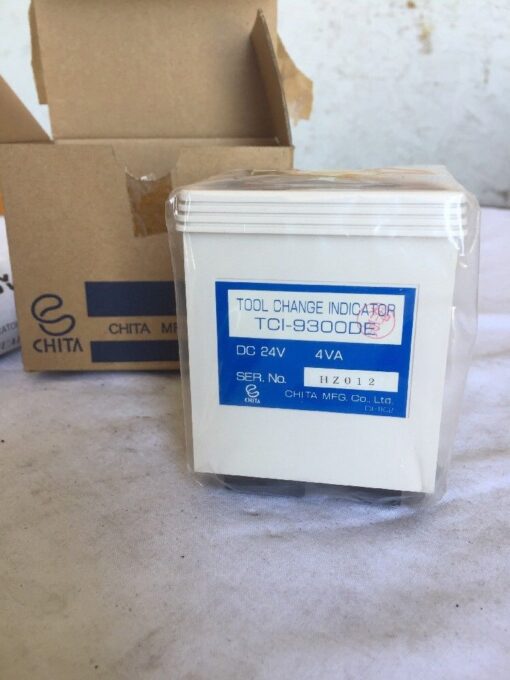 CHITA
CHITA MFG
TOOL CHANGE INDICATOR
TCI-9300DE
DC 24V 4VA
SER. No. HZ012
CHITA
CHITA MFG. Co., Ltd.